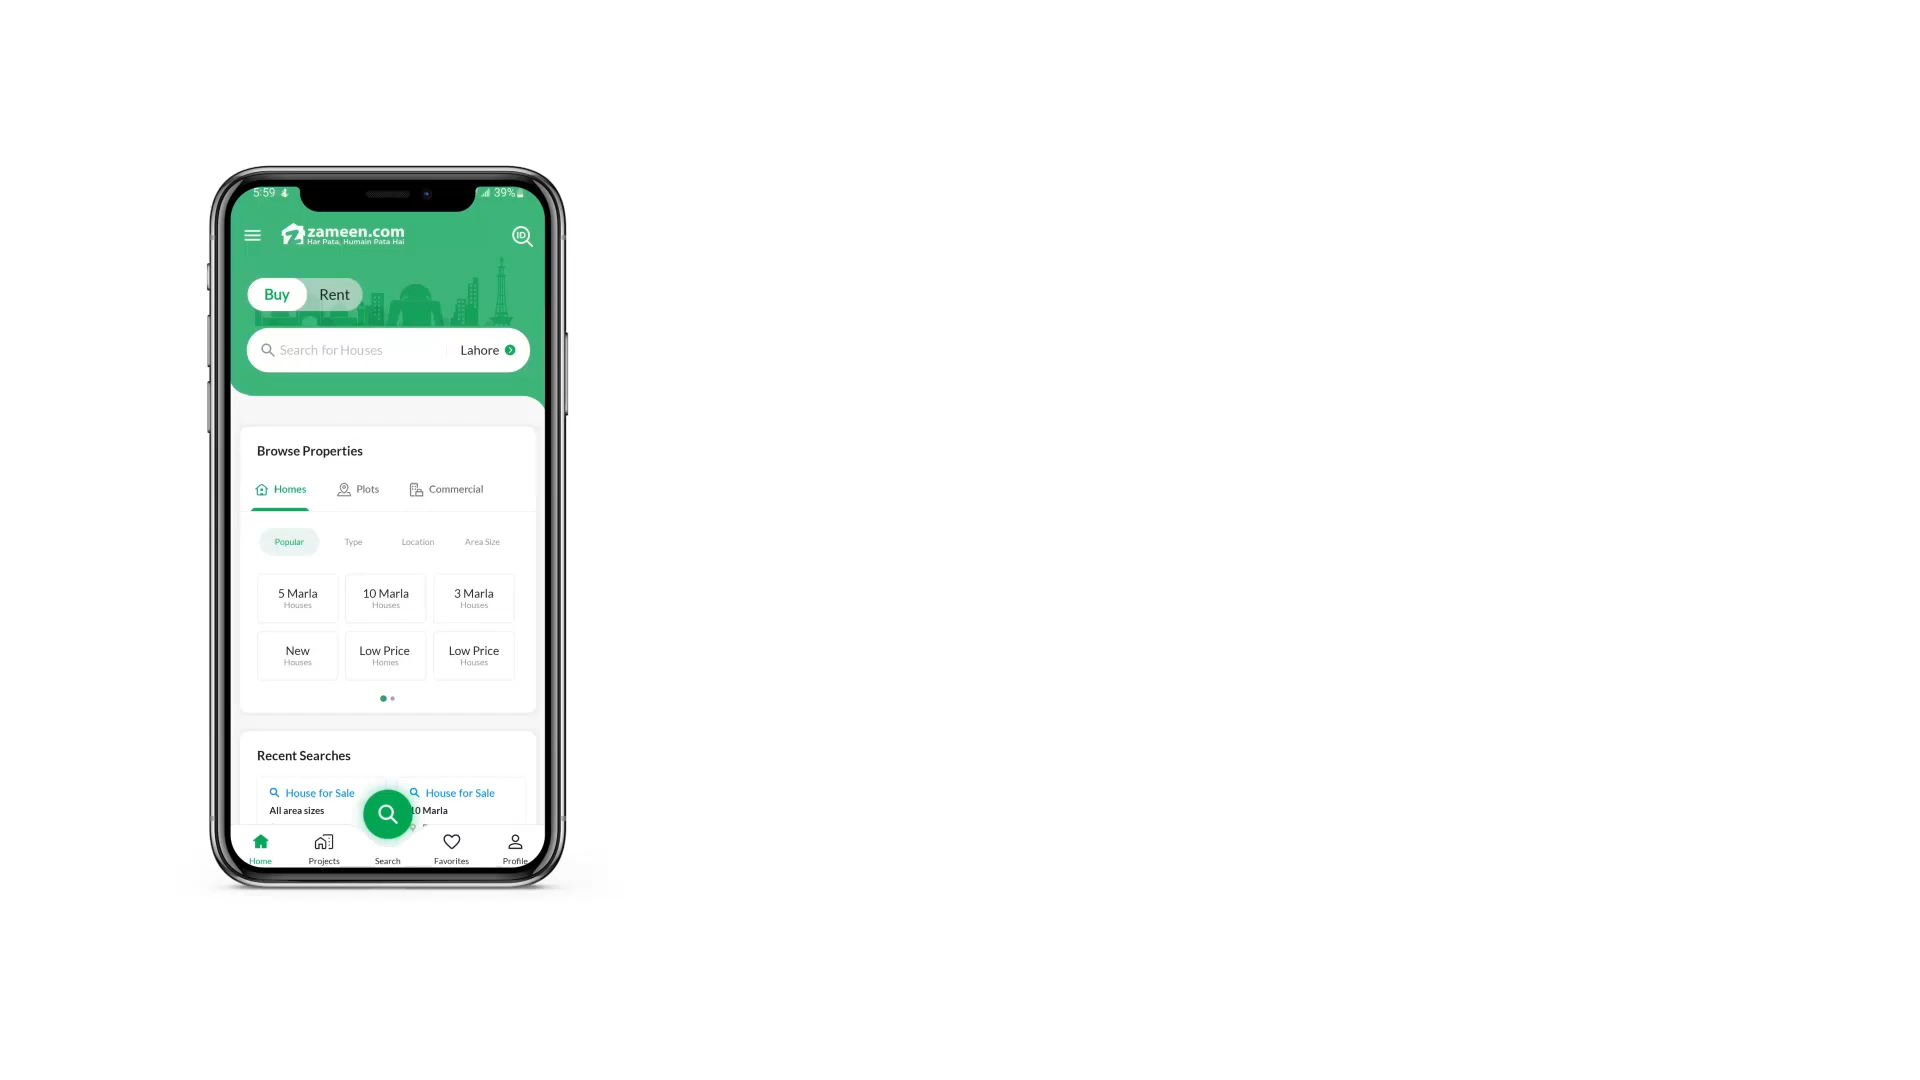 5:59
39%
zameen.com
Har Pata, Humain Pata Hai
ID
Buy Rent
Search for Houses Lahore
Browse Properties
Homes Plots Commercial
Popular Type Location Area Size
5 Marla 10 Marla 3 Marla
Houses Houses Houses
New Low Price Low Price
Houses Homes Houses
Recent Searches
House for Sale House for Sale
All area sizes 10 Marla
Home Projects Search Favorites Profile